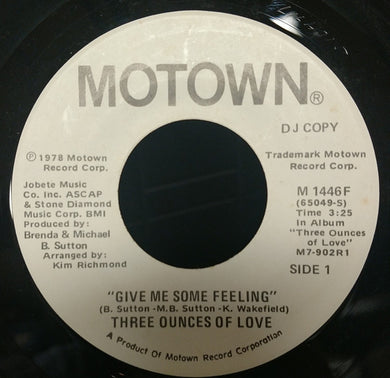 MOTOWN®
DJ COPY
℗ 1978 Motown
Record Corp.
Trademark Motown
Record Corp.
Jobete Music
Co. Inc. ASCAP
& Stone Diamond
Music Corp. BMI
Produced by:
Brenda & Michael
B. Sutton
Arranged by:
Kim Richmond
M 1446F
(65049-S)
Time 3:25
In Album
"Three Ounces
of Love"
M7-902R1
SIDE 1
"GIVE ME SOME FEELING"
(B. Sutton -M.B. Sutton -K. Wakefield)
THREE OUNCES OF LOVE
A Product Of Motown Record Corporation